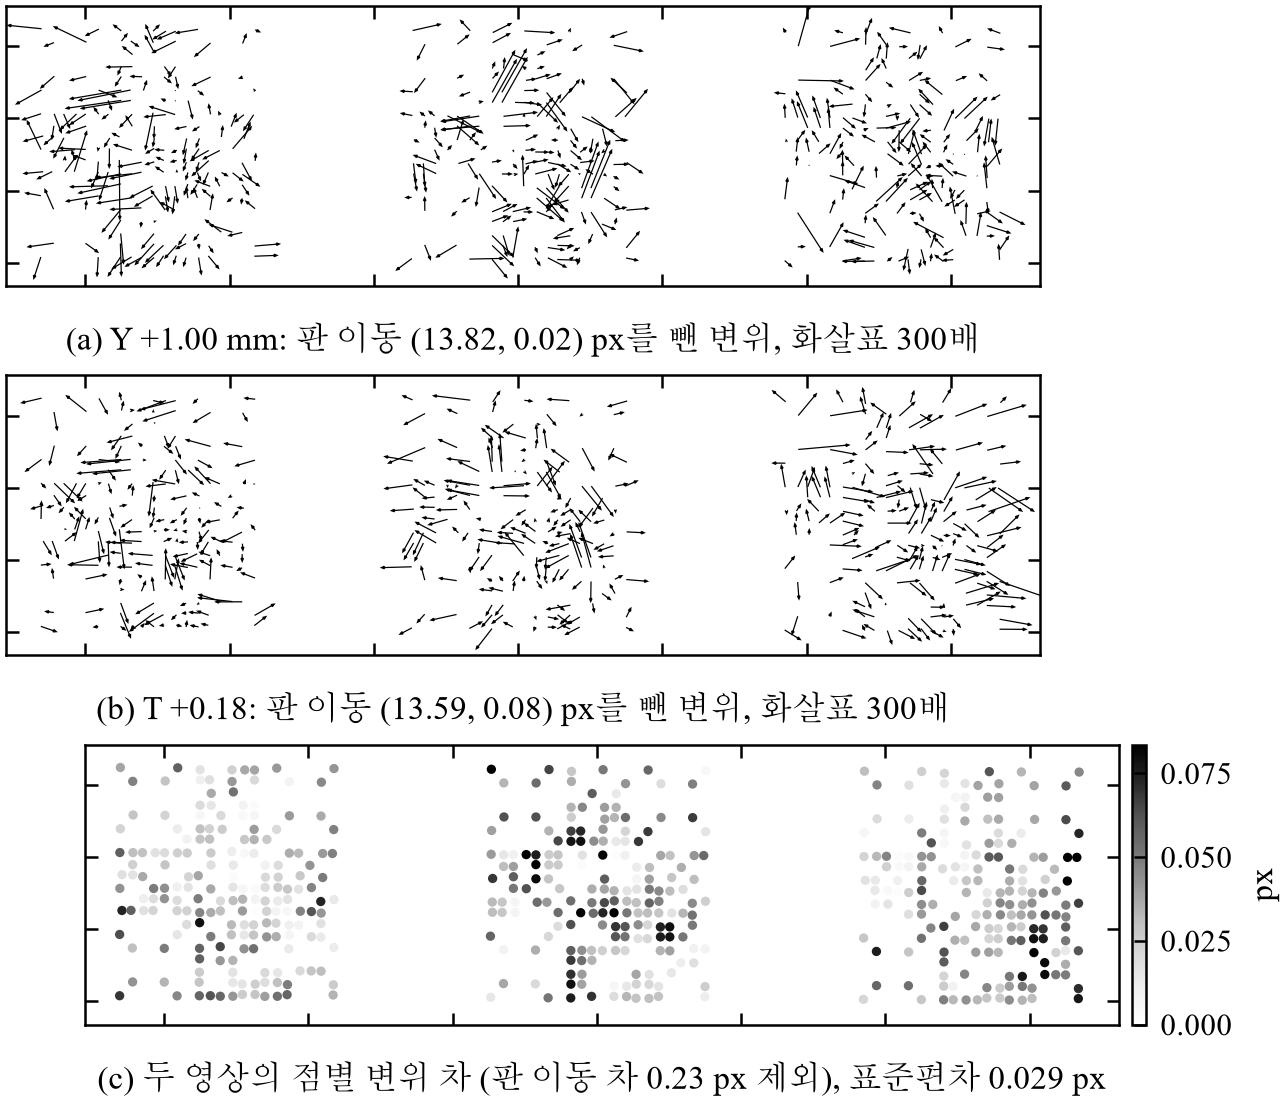 (a) Y +1.00 mm: 판 이동 (13.82, 0.02) px를 뺀 변위, 화살표 300배
(b) T +0.18: 판 이동 (13.59, 0.08) px를 뺀 변위, 화살표 300배
0.075
0.050
0.025
0.000
px
(c) 두 영상의 점별 변위 차 (판 이동 차 0.23 px 제외), 표준편차 0.029 px